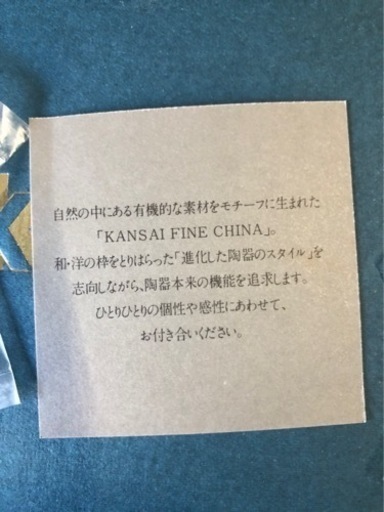 自然の中にある有機的な素材をモチーフに生まれた
「KANSAI FINE CHINA」。
和・洋の枠をとりはらった「進化した陶器のスタイル」を
志向しながら、陶器本来の機能を追求します。
ひとりひとりの個性や感性にあわせて、
お付き合いください。